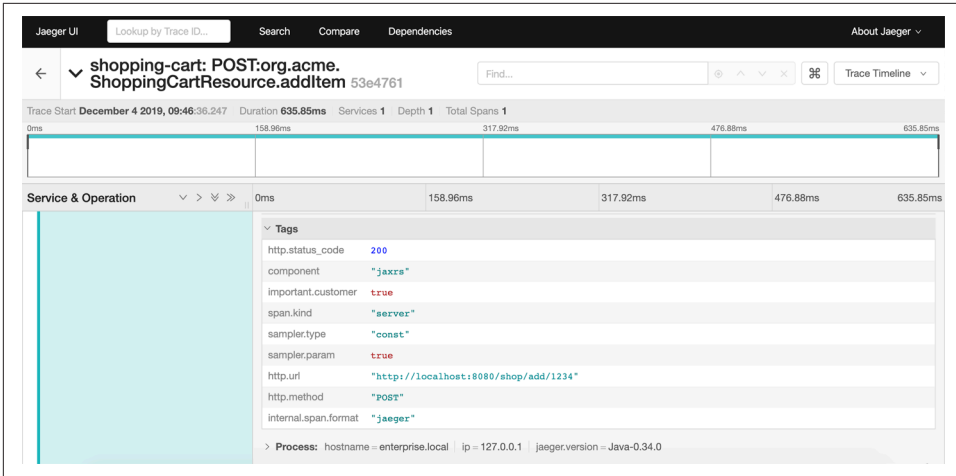 Jaeger UI Lookup by Trace ID... Search Compare Dependencies About Jaeger
shopping-cart: POST:org.acme.
ShoppingCartResource.addItem 53e4761
Find... ⌘ Trace Timeline
Trace Start December 4 2019, 09:46:36.247 Duration 635.85ms Services 1 Depth 1 Total Spans 1
0ms 158.96ms 317.92ms 476.88ms 635.85ms
Service & Operation 0ms 158.96ms 317.92ms 476.88ms 635.85ms
Tags
http.status_code 200
component "jaxrs"
important.customer true
span.kind "server"
sampler.type "const"
sampler.param true
http.url "http://localhost:8080/shop/add/1234"
http.method "POST"
internal.span.format "jaeger"
Process: hostname = enterprise.local ip = 127.0.0.1 jaeger.version = Java-0.34.0